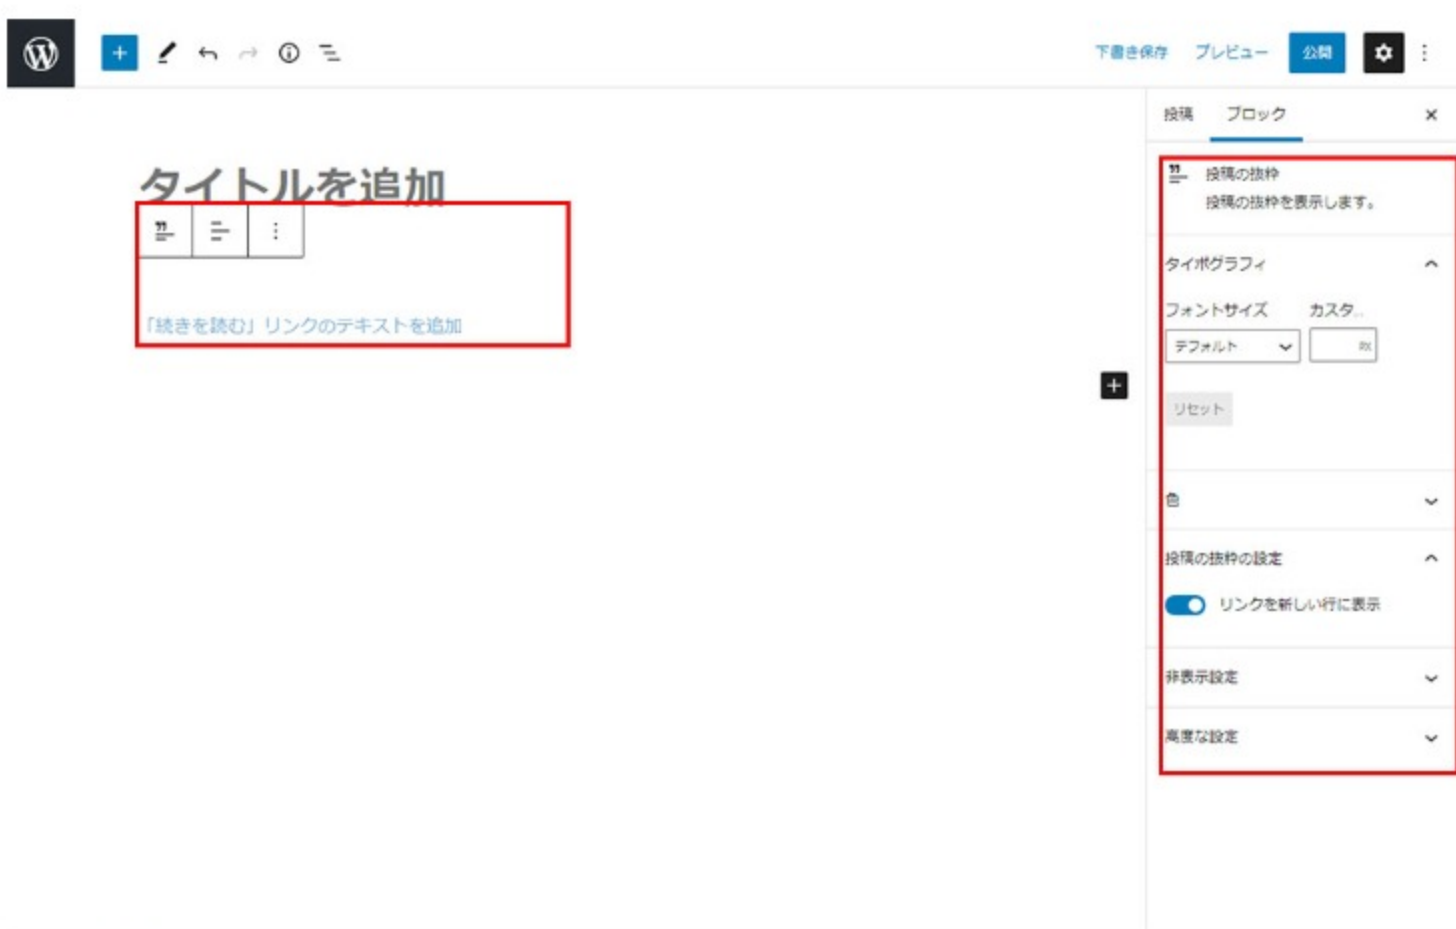 下書き保存 プレビュー 公開
投稿 ブロック
タイトルを追加
「続きを読む」リンクのテキストを追加
投稿の抜粋
投稿の抜粋を表示します。
タイポグラフィ
フォントサイズ カスタ...
デフォルト PX
リセット
色
投稿の抜粋の設定
リンクを新しい行に表示
非表示設定
高度な設定